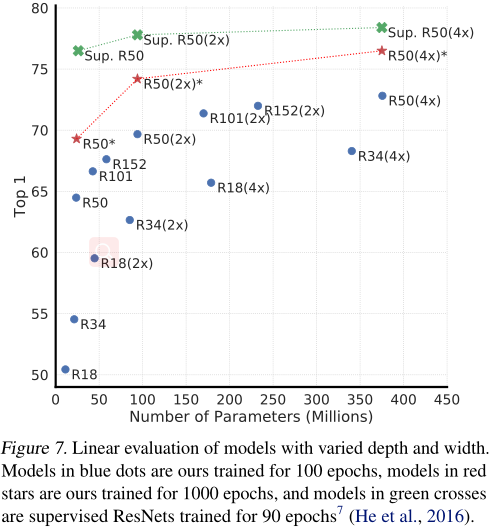 80
75
70
65
60
55
50
Top 1
Sup. R50
Sup. R50(2x)
Sup. R50(4x)
R50(4x)*
R50(2x)*
R50(4x)
R101(2x)
R152(2x)
R50*
R50(2x)
R152
R34(4x)
R101
R18(4x)
R50
R34(2x)
R18(2x)
R34
R18
0 50 100 150 200 250 300 350 400 450
Number of Parameters (Millions)
Figure 7. Linear evaluation of models with varied depth and width.
Models in blue dots are ours trained for 100 epochs, models in red
stars are ours trained for 1000 epochs, and models in green crosses
are supervised ResNets trained for 90 epochs⁷ (He et al., 2016).